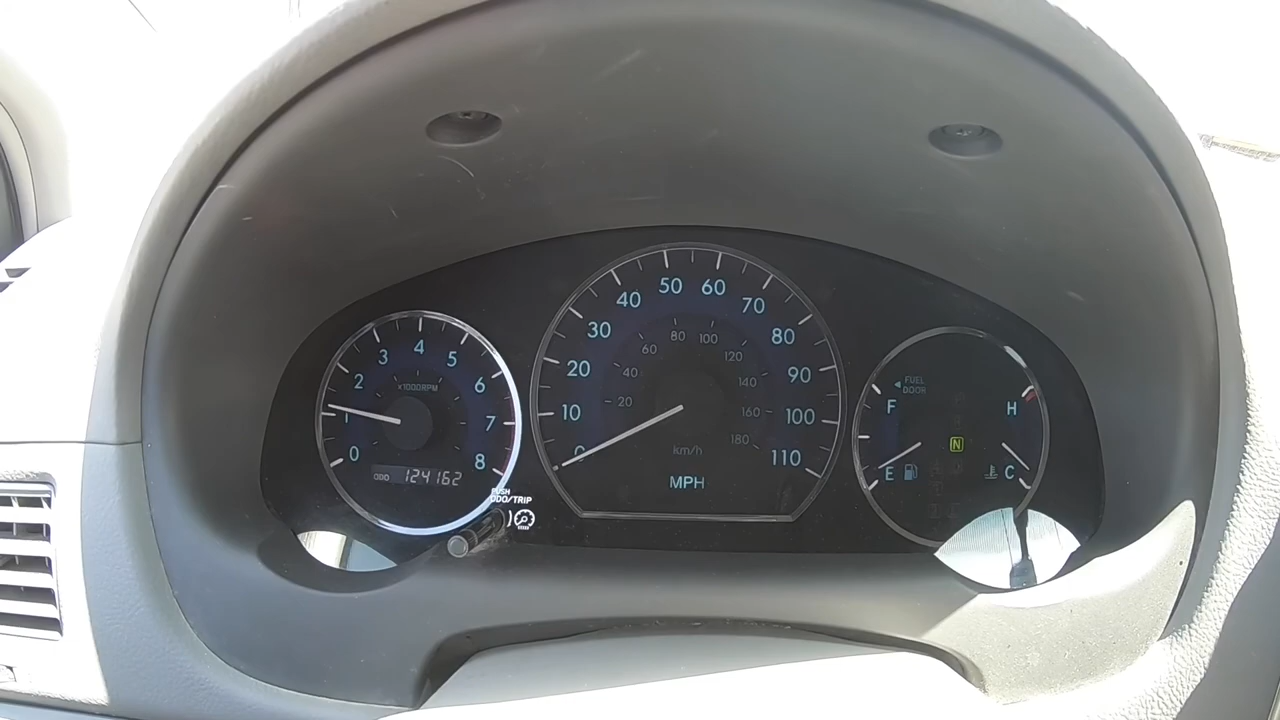 0 1 2 3 4 5 6 7 8
x1000RPM
ODO 124162
PUSH
ODO/TRIP
0 10 20 30 40 50 60 70 80 90 100 110
20 40 60 80 100 120 140 160 180
km/h
MPH
FUEL
DOOR
F H
N
E C